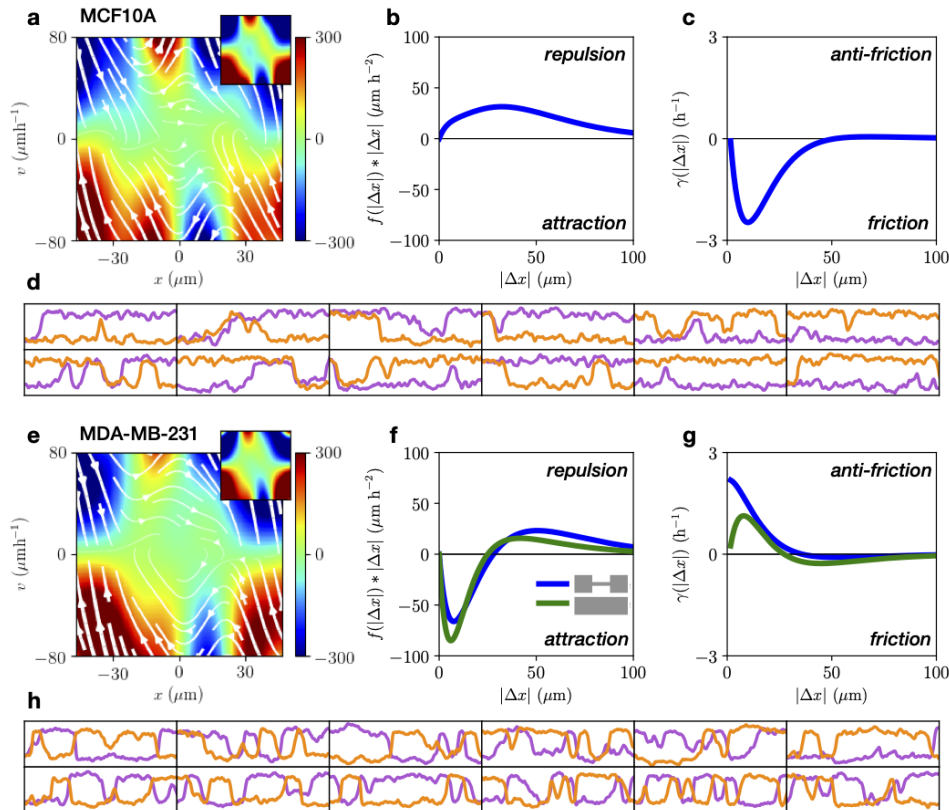 a MCF10A
80
0
−80
v (μmh⁻¹)
−30 0 30
x (μm)
300
0
−300
b
100
50
0
−50
−100
f(|Δx|) * |Δx| (μm h⁻²)
repulsion
attraction
0 50 100
|Δx| (μm)
c
3
0
−3
γ(|Δx|) (h⁻¹)
anti-friction
friction
0 50 100
|Δx| (μm)
d
e MDA-MB-231
80
0
−80
v (μmh⁻¹)
−30 0 30
x (μm)
300
0
−300
f
100
50
0
−50
−100
f(|Δx|) * |Δx| (μm h⁻²)
repulsion
attraction
0 50 100
|Δx| (μm)
g
3
0
−3
γ(|Δx|) (h⁻¹)
anti-friction
friction
0 50 100
|Δx| (μm)
h